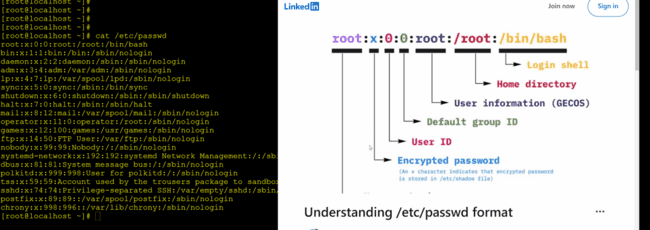 [root@localhost ~]#
[root@localhost ~]#
[root@localhost ~]#
[root@localhost ~]# cat /etc/passwd
root:x:0:0:root:/root:/bin/bash
bin:x:1:1:bin:/bin:/sbin/nologin
daemon:x:2:2:daemon:/sbin:/sbin/nologin
adm:x:3:4:adm:/var/adm:/sbin/nologin
lp:x:4:7:lp:/var/spool/lpd:/sbin/nologin
sync:x:5:0:sync:/sbin:/bin/sync
shutdown:x:6:0:shutdown:/sbin:/sbin/shutdown
halt:x:7:0:halt:/sbin:/sbin/halt
mail:x:8:12:mail:/var/spool/mail:/sbin/nologin
operator:x:11:0:operator:/root:/sbin/nologin
games:x:12:100:games:/usr/games:/sbin/nologin
ftp:x:14:50:FTP User:/var/ftp:/sbin/nologin
nobody:x:99:99:Nobody:/:/sbin/nologin
systemd-network:x:192:192:systemd Network Management:/:/sb
dbus:x:81:81:System message bus:/:/sbin/nologin
polkitd:x:999:998:User for polkitd:/:/sbin/nologin
tss:x:59:59:Account used by the trousers package to sandbo
sshd:x:74:74:Privilege-separated SSH:/var/empty/sshd:/sbin/
postfix:x:89:89::/var/spool/postfix:/sbin/nologin
chrony:x:998:996::/var/lib/chrony:/sbin/nologin
[root@localhost ~]#
LinkedIn
Join now
Sign in
root:x:0:0:root:/root:/bin/bash
Login shell
Home directory
User information (GECOS)
Default group ID
User ID
Encrypted password
(An x character indicates that encrypted password
is stored in /etc/shadow file)
Understanding /etc/passwd format